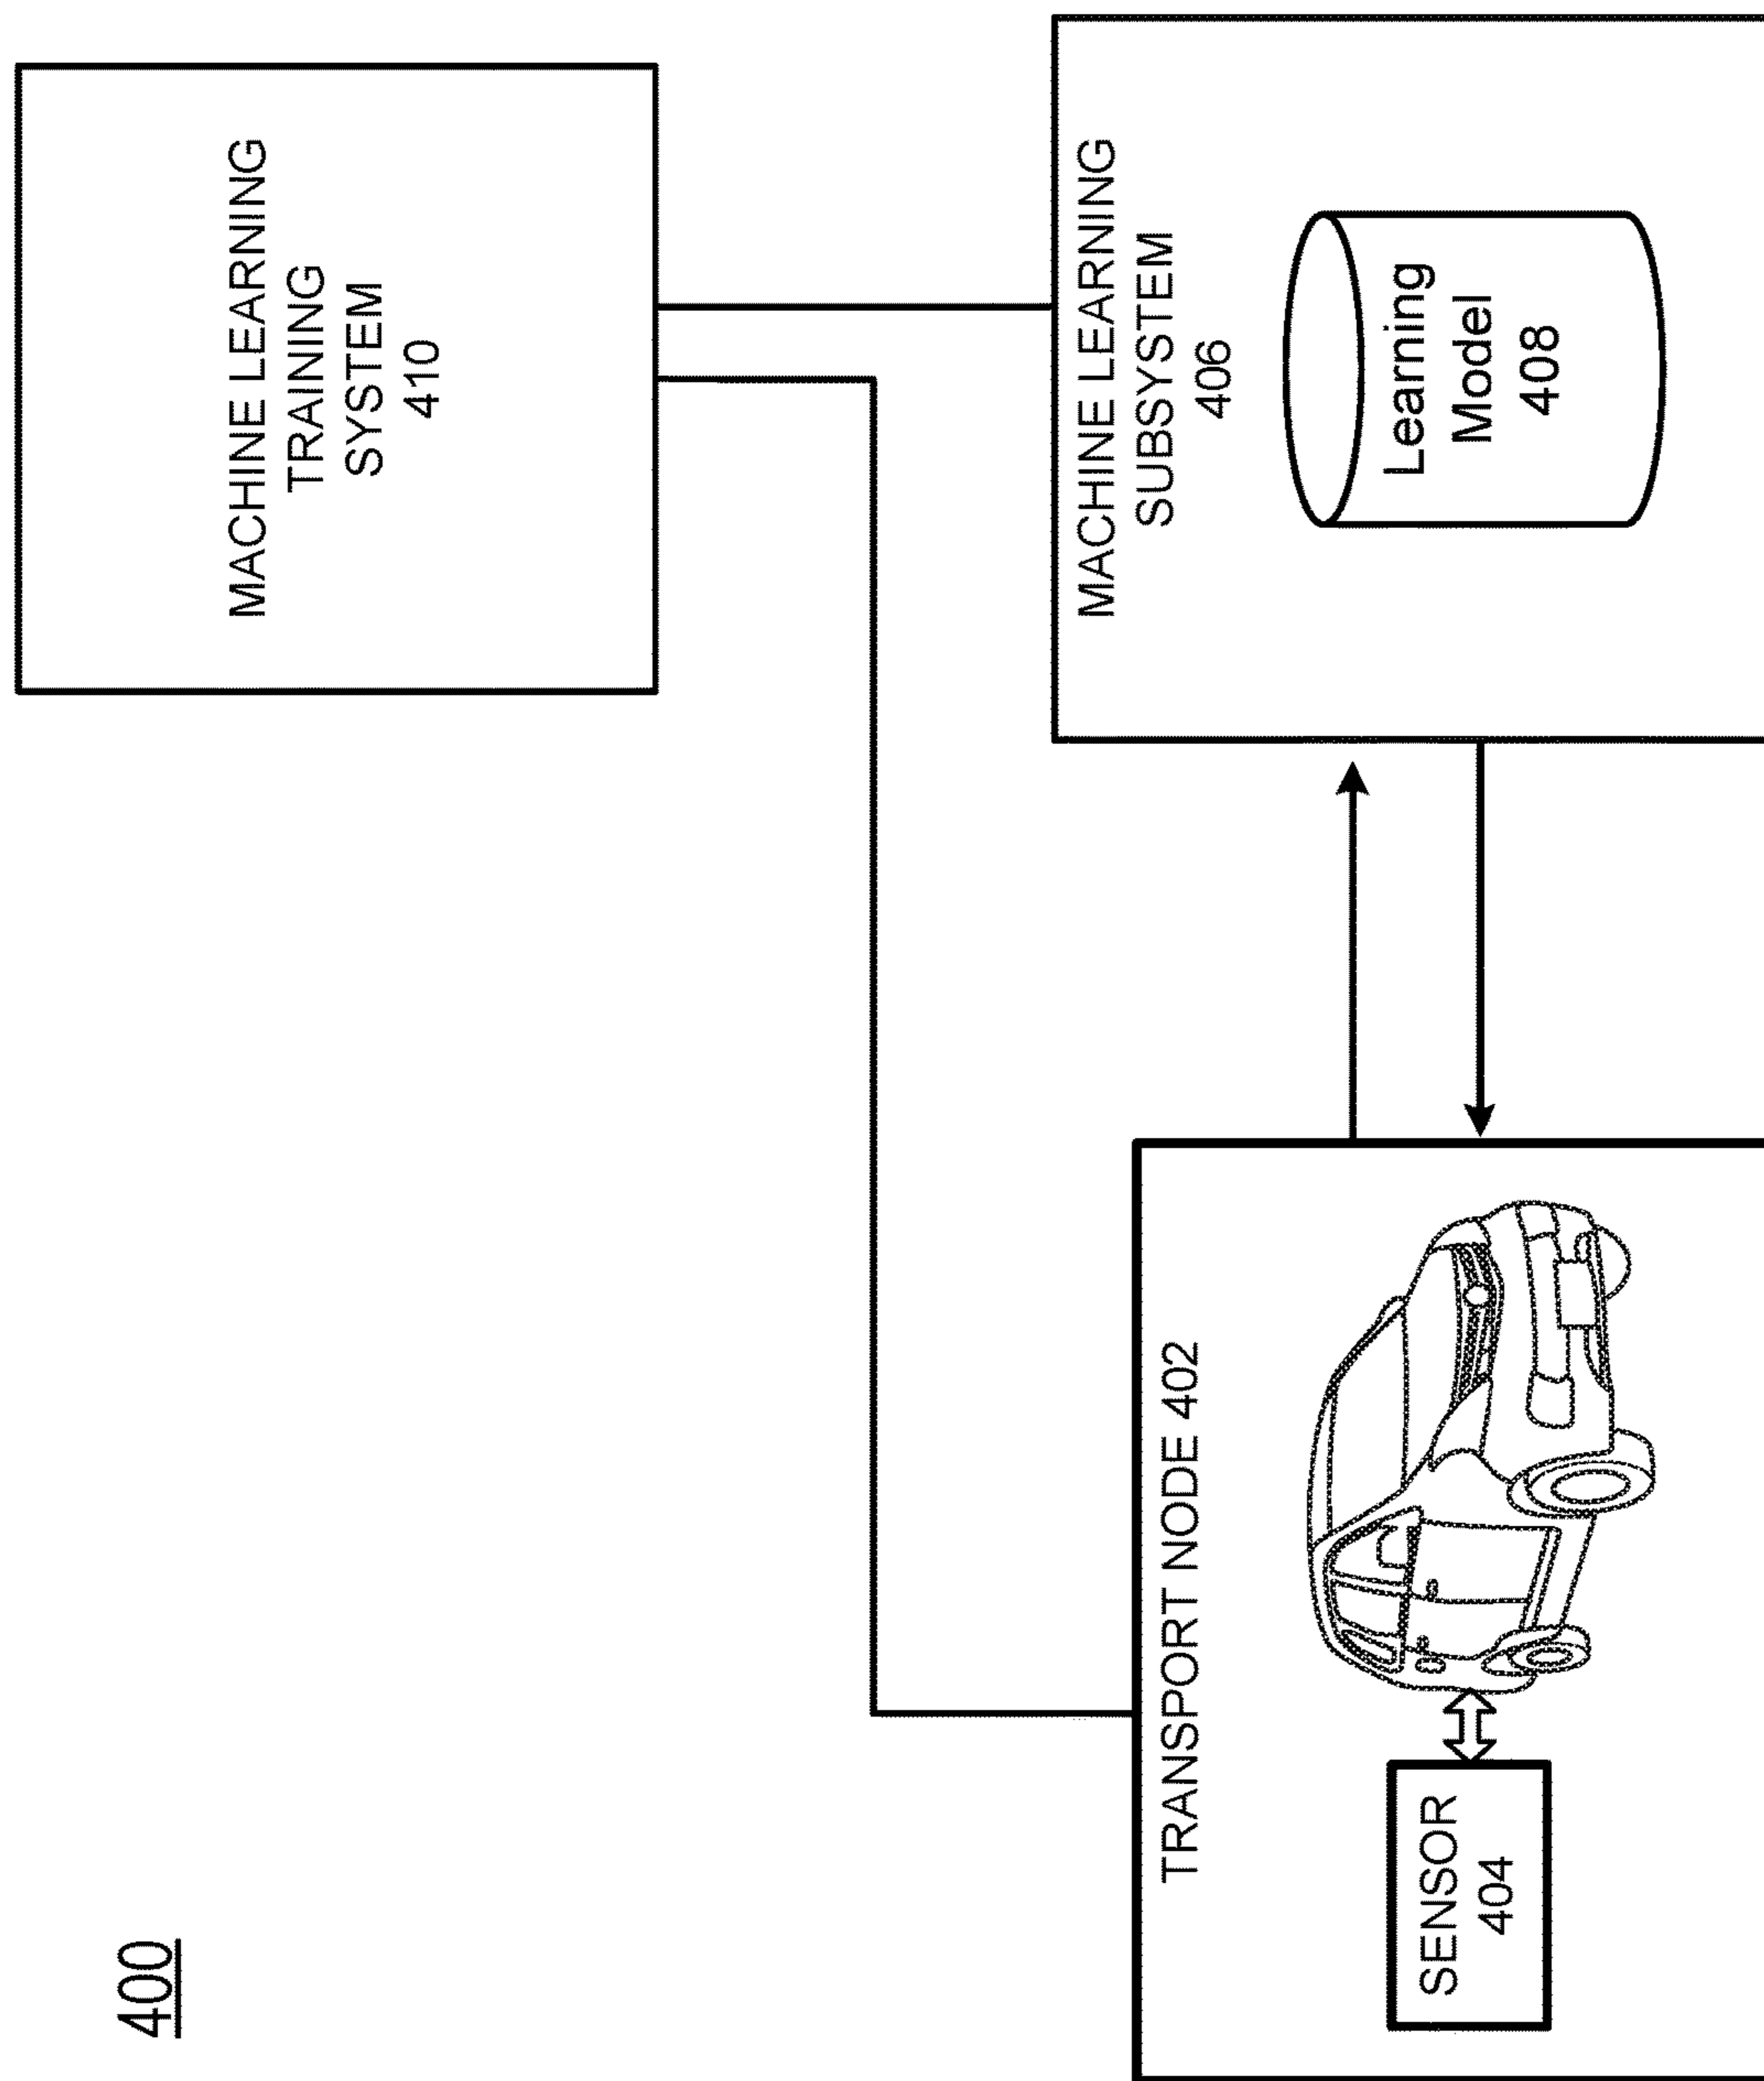 400
MACHINE LEARNING
TRAINING
SYSTEM
410
TRANSPORT NODE 402
SENSOR
404
MACHINE LEARNING
SUBSYSTEM
406
Learning
Model
408